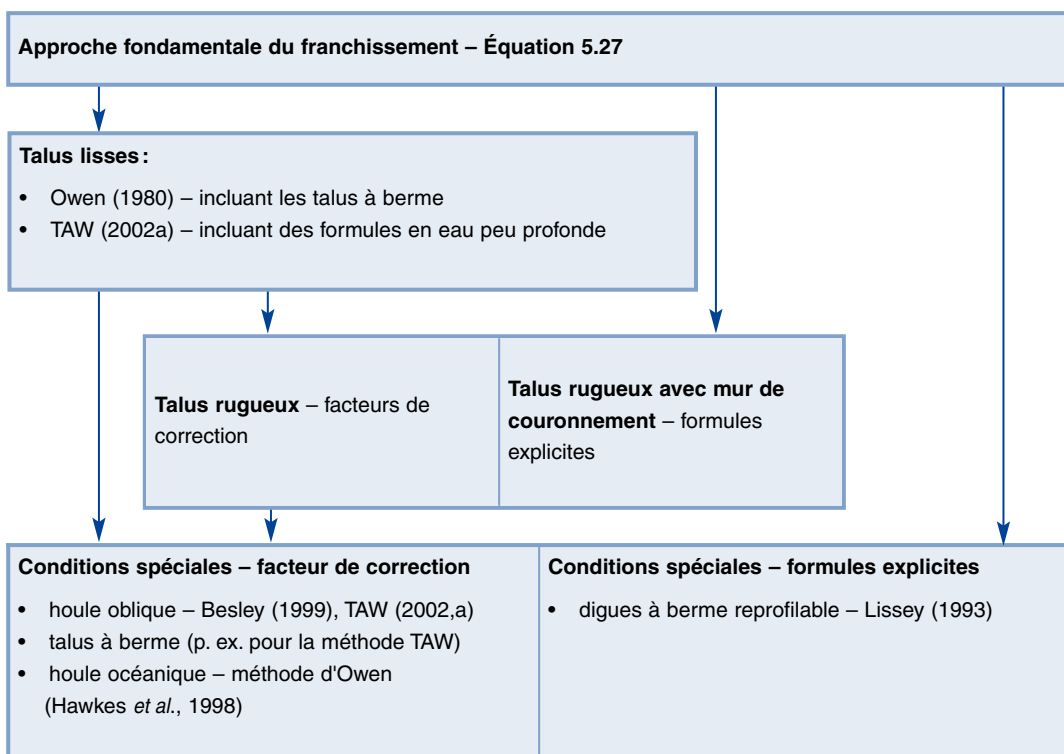 Approche fondamentale du franchissement – Équation 5.27
Talus lisses :
• Owen (1980) – incluant les talus à berme
• TAW (2002a) – incluant des formules en eau peu profonde
Talus rugueux – facteurs de
correction
Talus rugueux avec mur de
couronnement – formules
explicites
Conditions spéciales – facteur de correction
• houle oblique – Besley (1999), TAW (2002,a)
• talus à berme (p. ex. pour la méthode TAW)
• houle océanique – méthode d'Owen
(Hawkes et al., 1998)
Conditions spéciales – formules explicites
• digues à berme reprofilable – Lissey (1993)